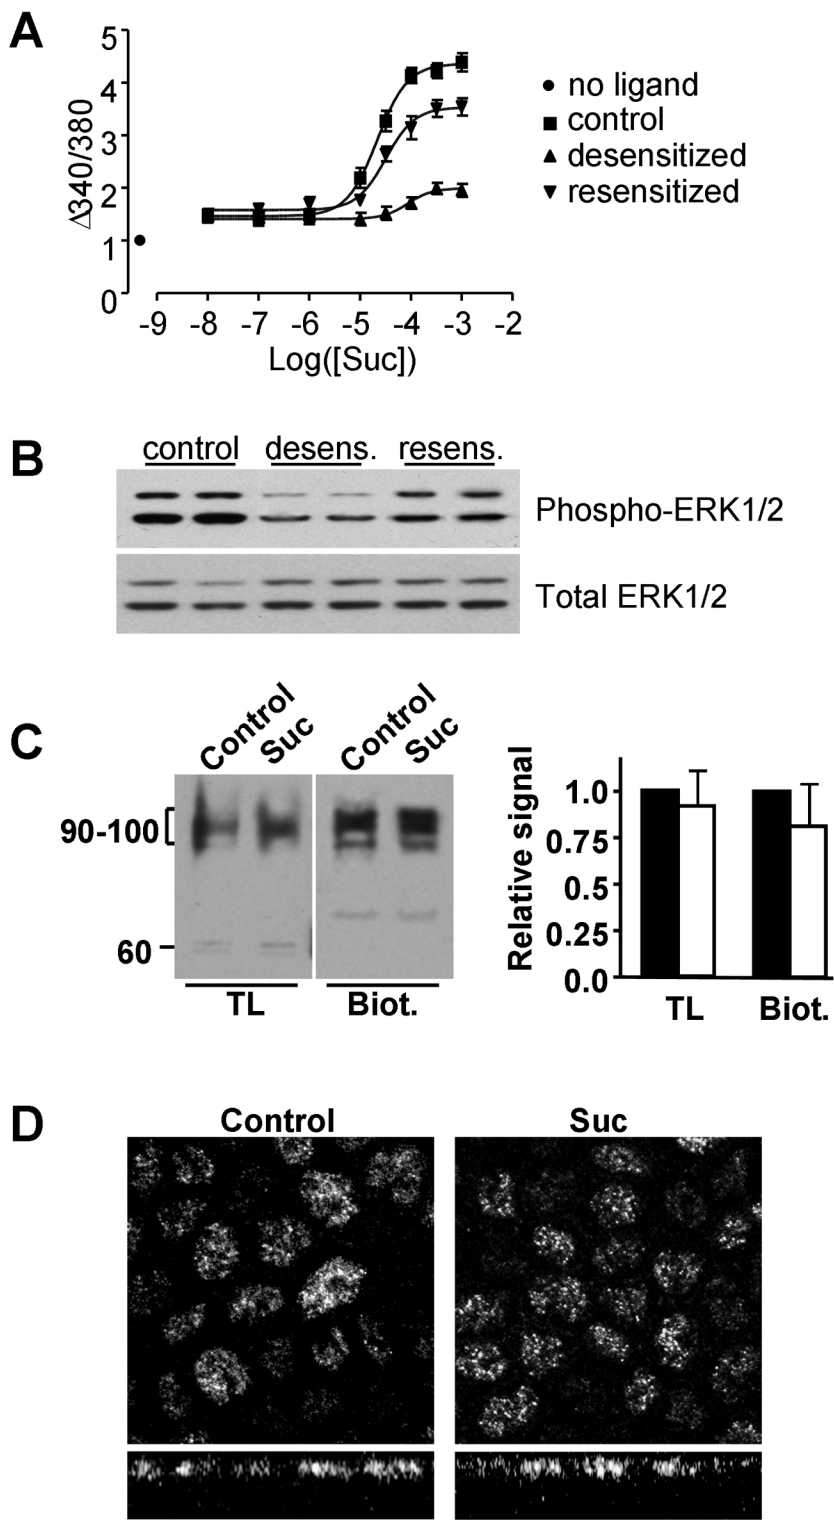 A
5
4
3
2
1
0
Δ340/380
-9 -8 -7 -6 -5 -4 -3 -2
Log([Suc])
no ligand
control
desensitized
resensitized
B
control desens. resens.
Phospho-ERK1/2
Total ERK1/2
C
Control Suc Control Suc
90-100
60
TL Biot.
Relative signal
1.0
0.75
0.5
0.25
0.0
TL Biot.
D
Control Suc